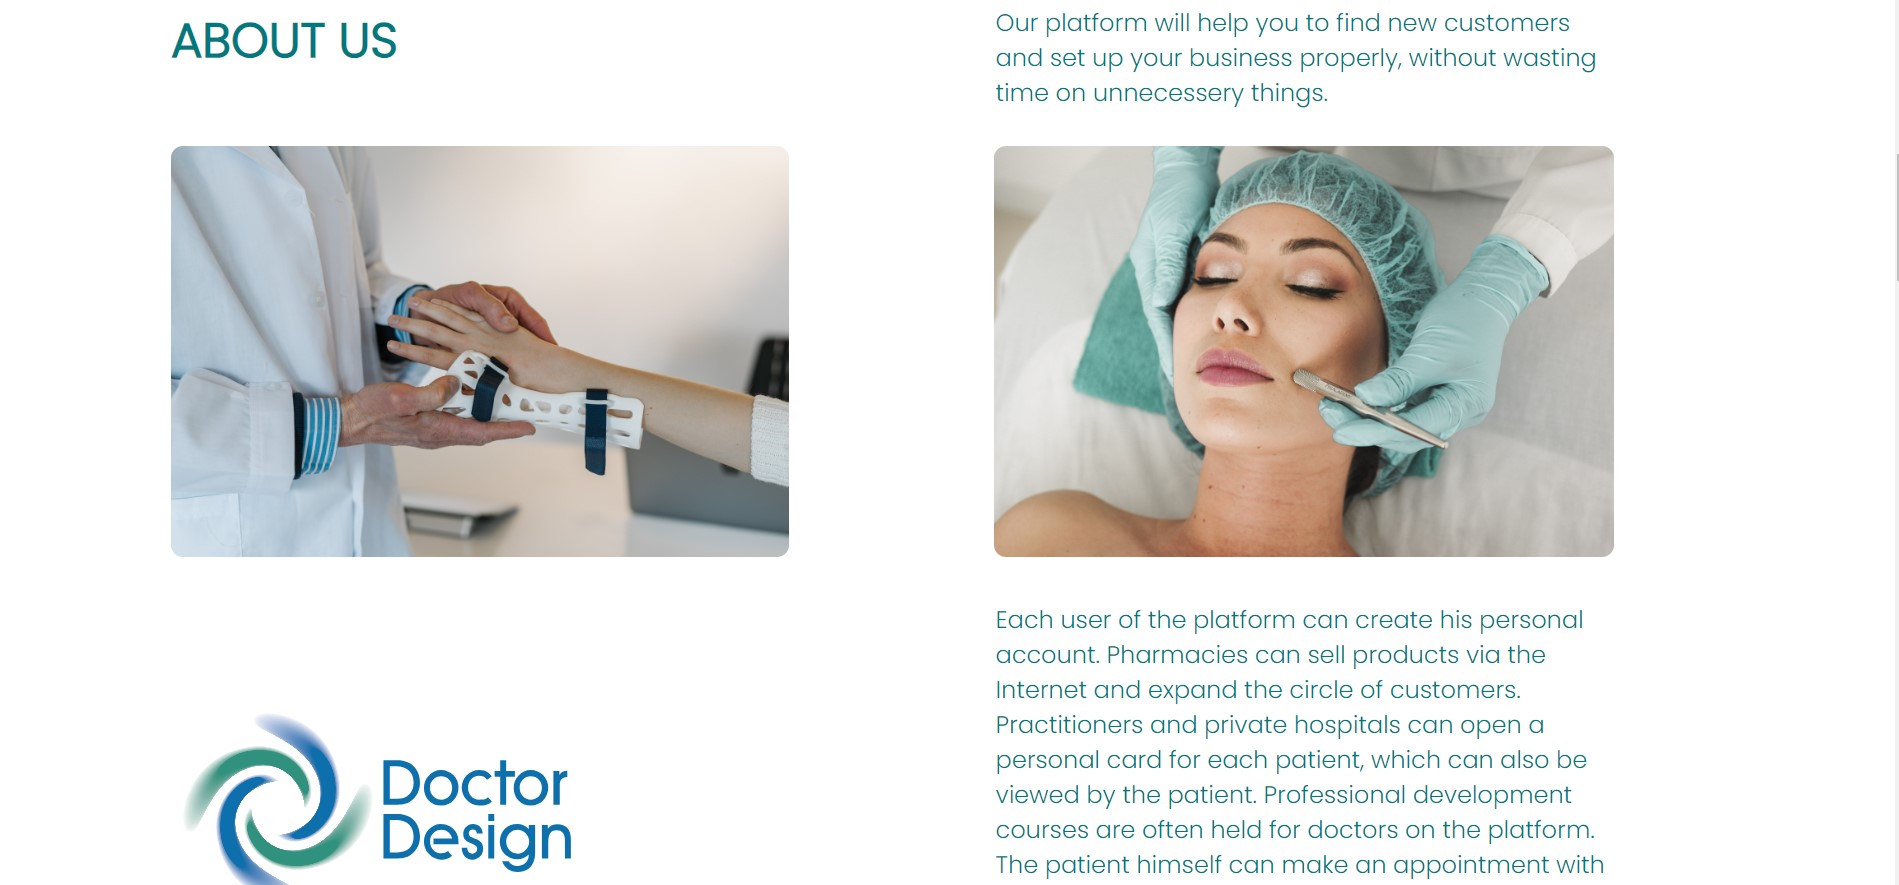 ABOUT US
Our platform will help you to find new customers
and set up your business properly, without wasting
time on unnecessery things.
Each user of the platform can create his personal
account. Pharmacies can sell products via the
Internet and expand the circle of customers.
Practitioners and private hospitals can open a
personal card for each patient, which can also be
viewed by the patient. Professional development
courses are often held for doctors on the platform.
The patient himself can make an appointment with
Doctor
Design